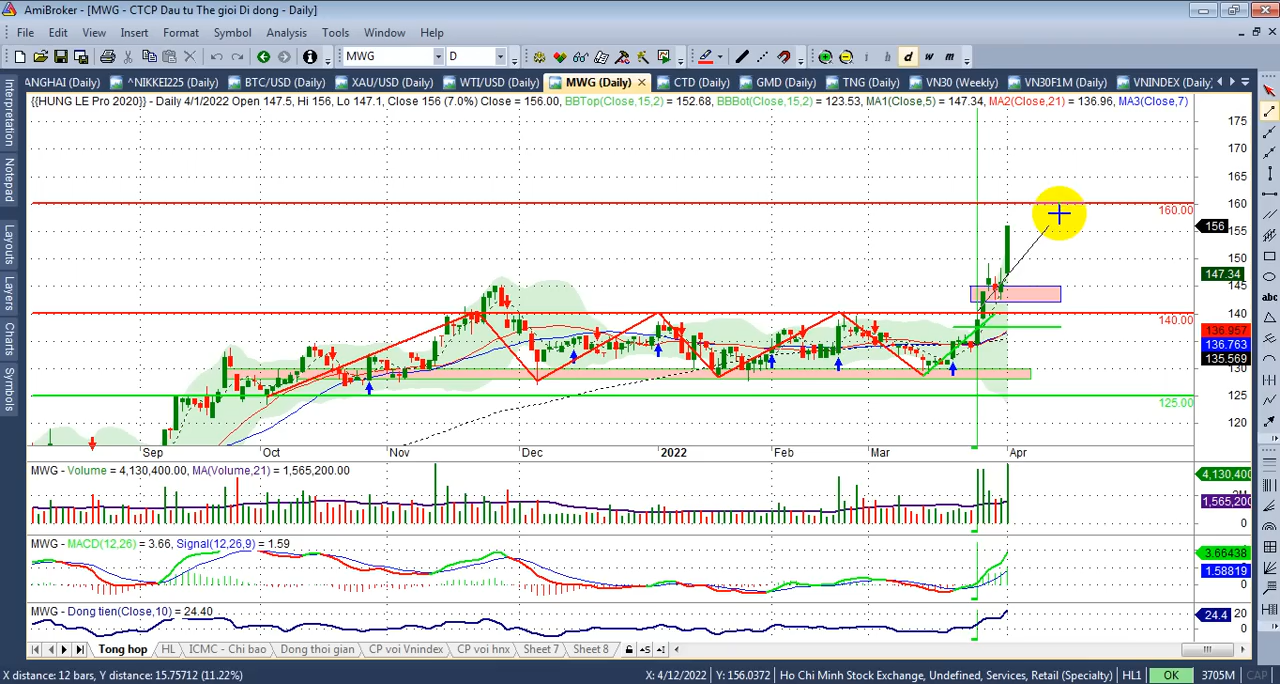 AmiBroker - [MWG - CTCP Dau tu The gioi Di dong - Daily]
File Edit View Insert Format Symbol Analysis Tools Window Help
MWG D d w m
ANGHAI (Daily) ^NIKKEI225 (Daily) BTC/USD (Daily) XAU/USD (Daily) WTI/USD (Daily) MWG (Daily) CTD (Daily) GMD (Daily) TNG (Daily) VN30 (Weekly) VN30F1M (Daily) VNINDEX (Daily)
{{HUNG LE Pro 2020}} - Daily 4/1/2022 Open 147.5, Hi 156, Lo 147.1, Close 156 (7.0%) Close = 156.00, BBTop(Close,15,2) = 152.68, BBBot(Close,15,2) = 123.53, MA1(Close,5) = 147.34, MA2(Close,21) = 136.96, MA3(Close,7)
Interpretation
Notepad
Layouts
Layers
Charts
Symbols
abc
175
170
165
160
160.00
156
155
150
147.34
145
140
140.00
136.957
136.763
135.569
130
125
125.00
120
Sep Oct Nov Dec 2022 Feb Mar Apr
MWG - Volume = 4,130,400.00, MA(Volume,21) = 1,565,200.00
4,130,400
1,565,200
0
MWG - MACD(12,26) = 3.66, Signal(12,26,9) = 1.59
3.66438
1.58819
0
MWG - Dong tien(Close,10) = 24.40
24.4 20
0
Tong hop HL ICMC - Chi bao Dong thoi gian CP voi Vnindex CP voi hnx Sheet 7 Sheet 8
X distance: 12 bars, Y distance: 15.75712 (11.22%) X: 4/12/2022 Y: 156.0372 Ho Chi Minh Stock Exchange, Undefined, Services, Retail (Specialty) HL1 OK 3705M CAP